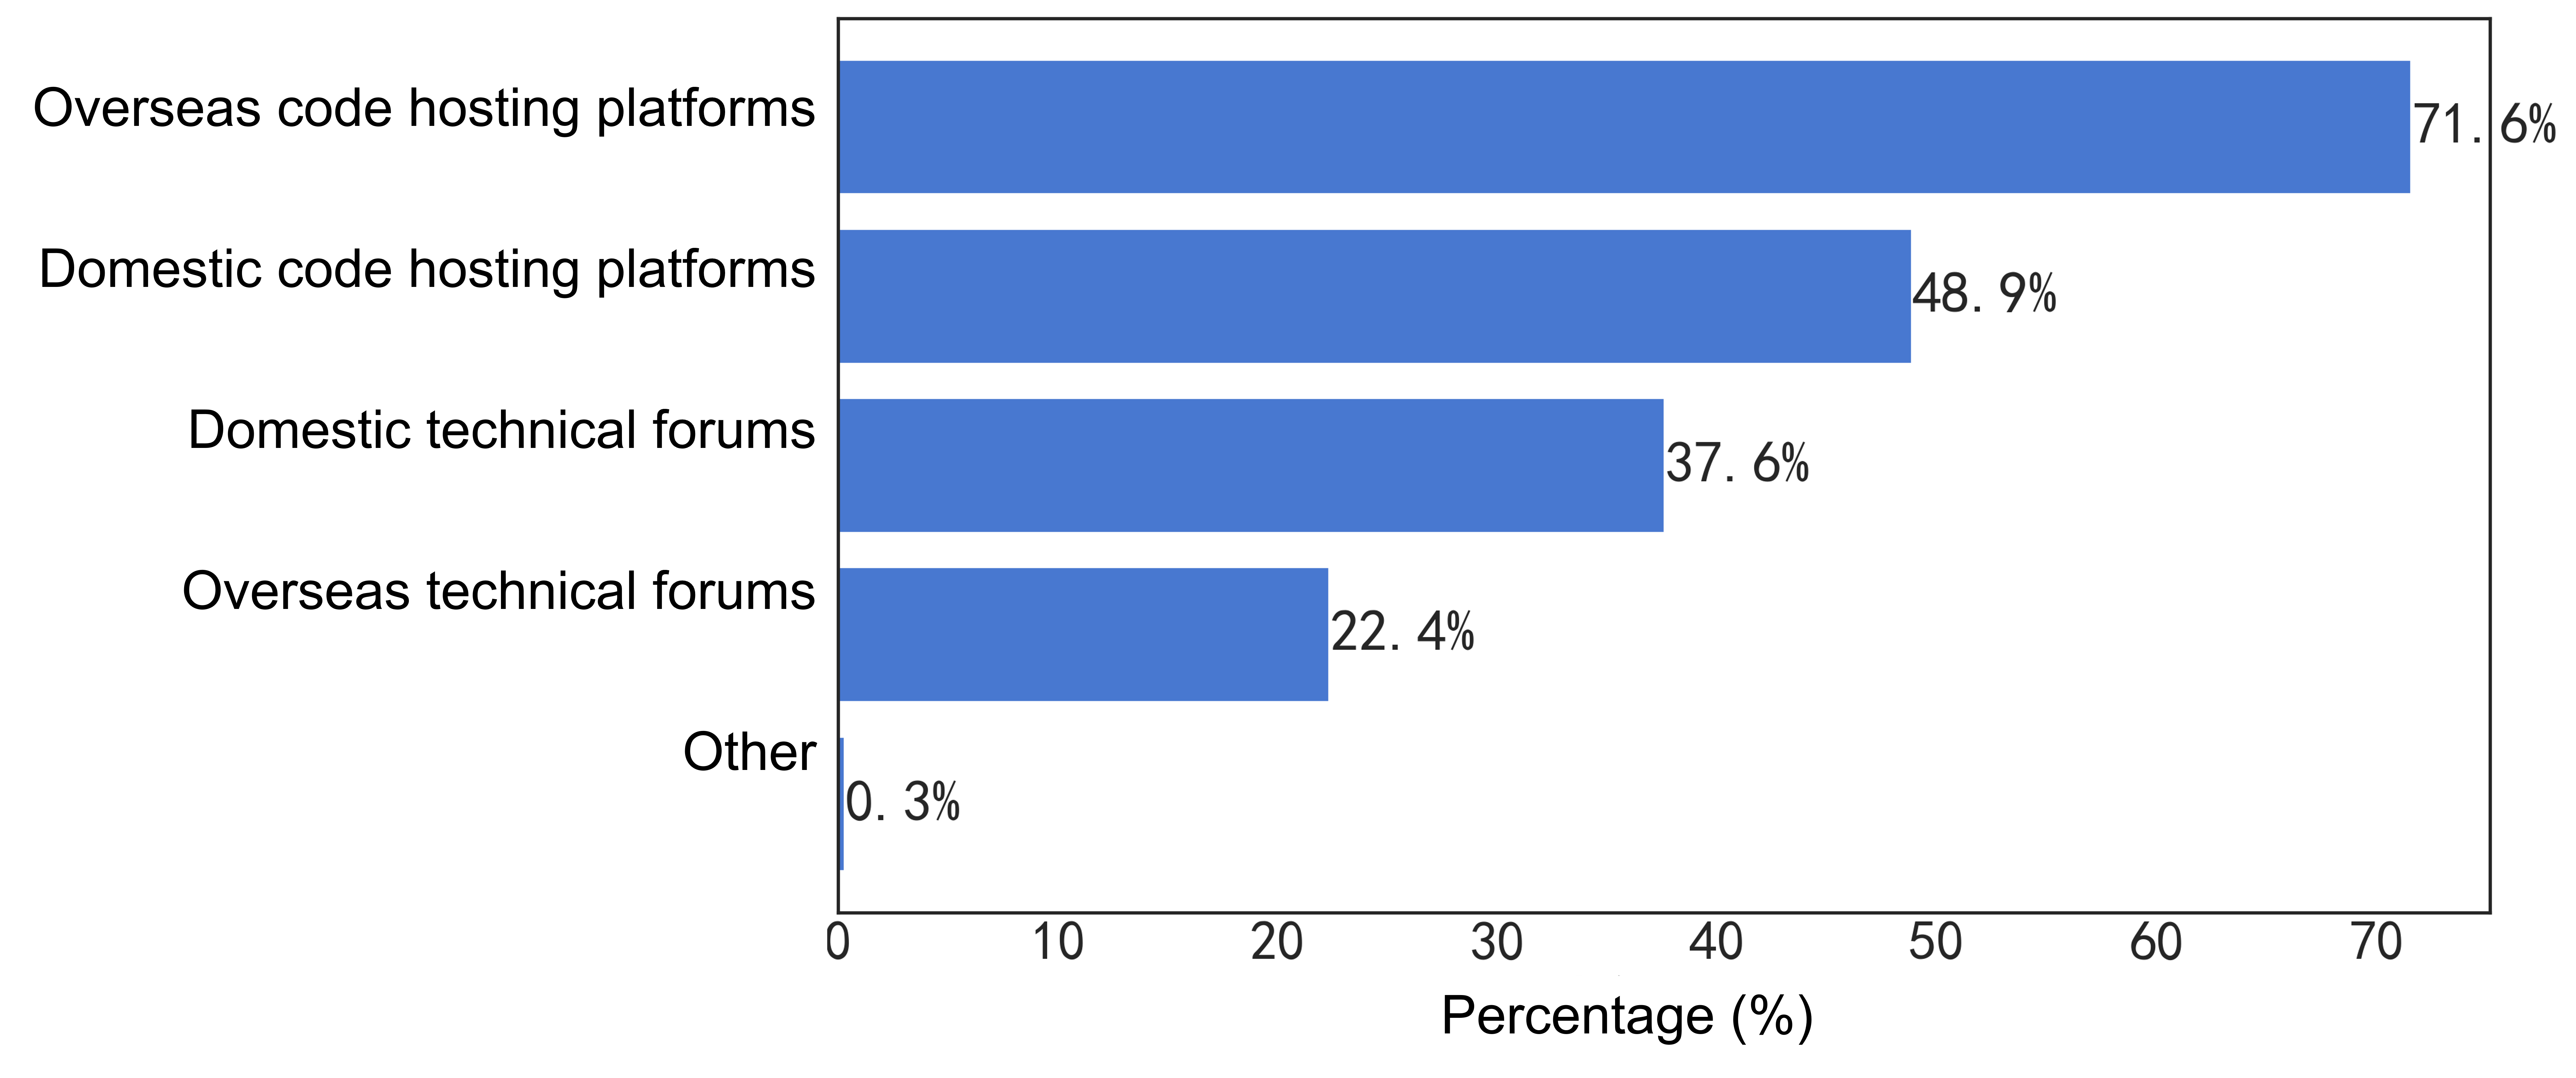 Overseas code hosting platforms
71.6%
Domestic code hosting platforms
48.9%
Domestic technical forums
37.6%
Overseas technical forums
22.4%
Other
0.3%
0 10 20 30 40 50 60 70
Percentage (%)